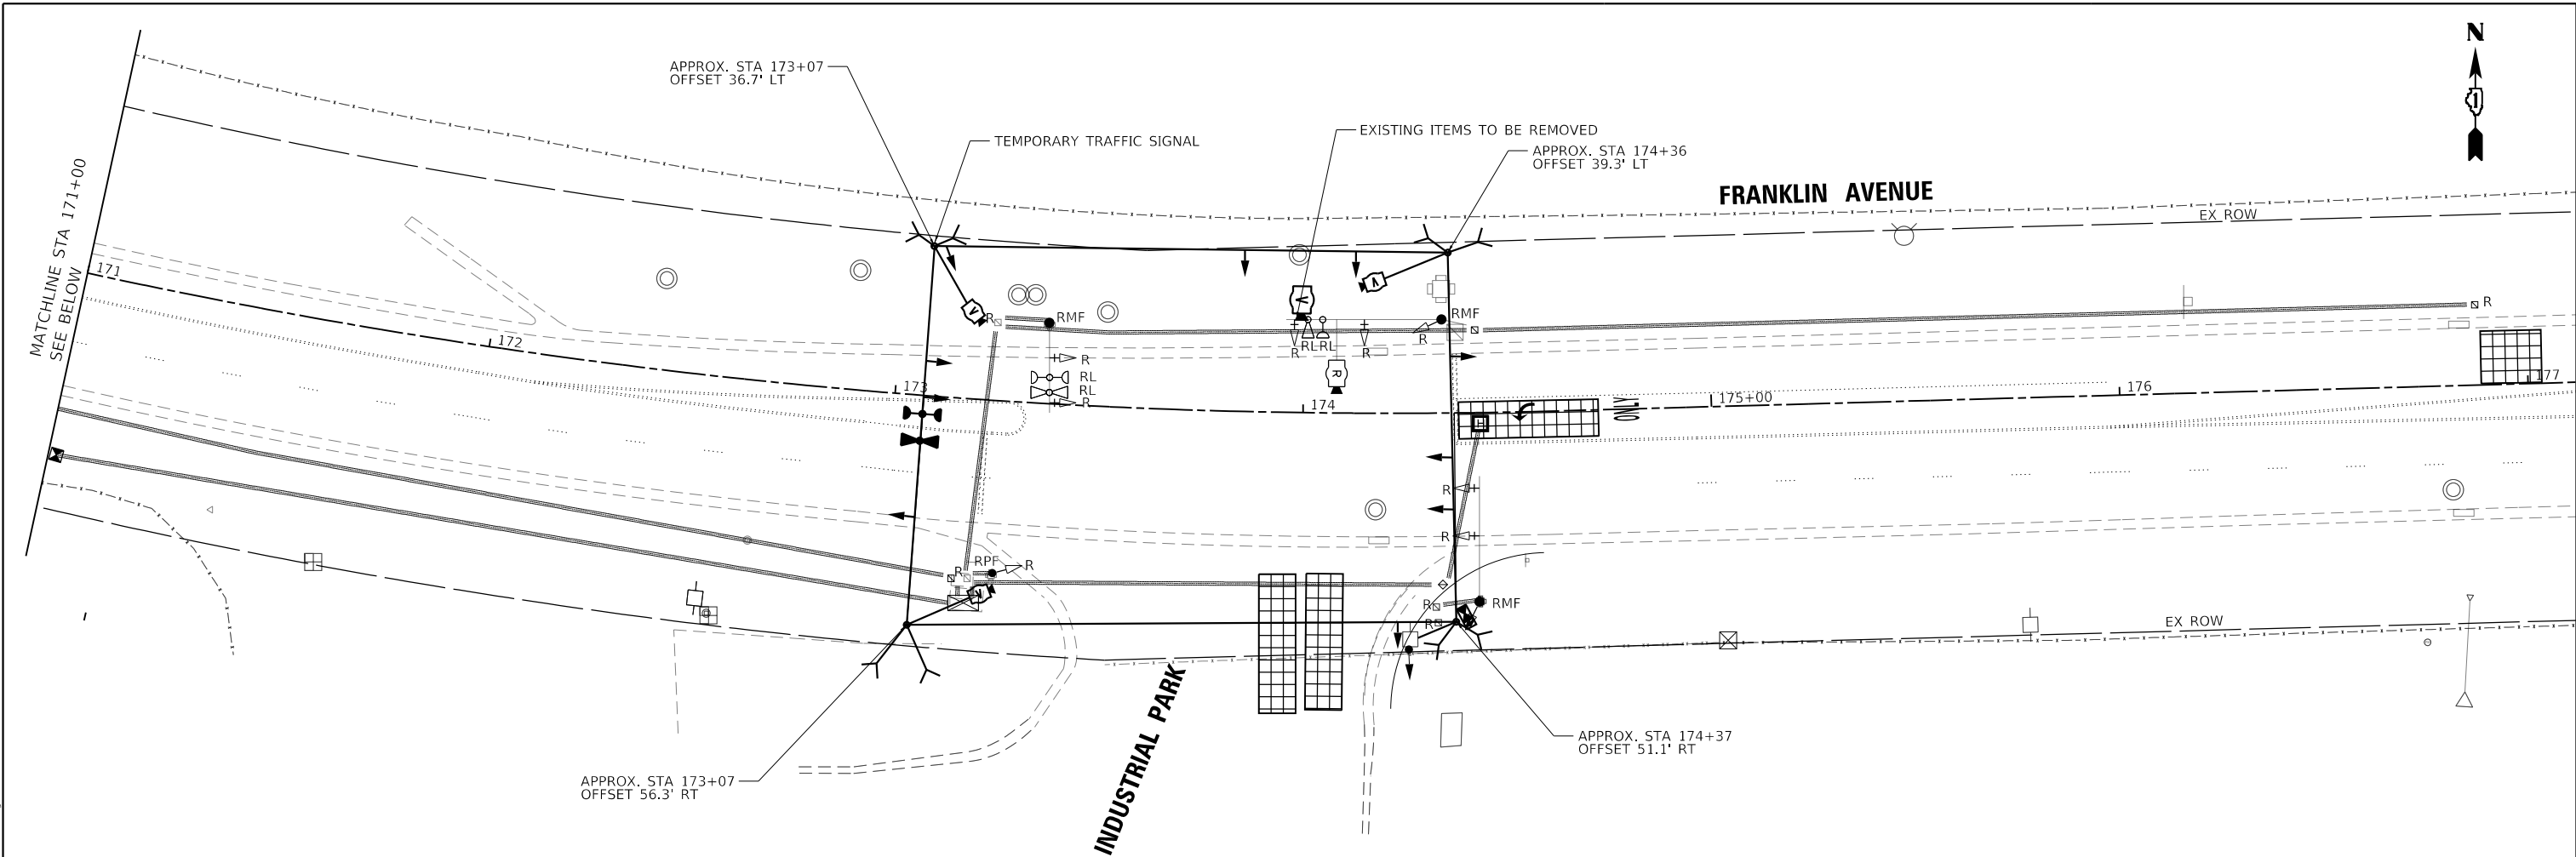 APPROX. STA 173+07
OFFSET 36.7' LT
TEMPORARY TRAFFIC SIGNAL
EXISTING ITEMS TO BE REMOVED
APPROX. STA 174+36
OFFSET 39.3' LT
N
1
FRANKLIN AVENUE
EX ROW
MATCHLINE STA 171+00
SEE BELOW
171
172
173
174
175+00
176
177
V
R
RMF
R
RL
RL
R
V
R
RL
RL
R
R
V
R
RMF
R
H
ONLY
R
R
R
RPF
R
V
R
R
RMF
EX ROW
INDUSTRIAL PARK
APPROX. STA 173+07
OFFSET 56.3' RT
APPROX. STA 174+37
OFFSET 51.1' RT